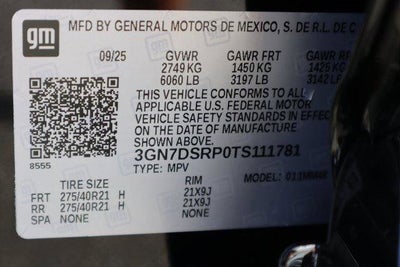 gm
MFD BY GENERAL MOTORS DE MEXICO, S. DE R.L. DE C
09/25 GVWR GAWR FRT GAWR RR
2749 KG 1450 KG 1425 KG
6060 LB 3197 LB 3142 LB
THIS VEHICLE CONFORMS TO ALL
APPLICABLE U.S. FEDERAL MOTOR
VEHICLE SAFETY STANDARDS IN EFFECT
ON THE DATE OF MANUFACTURE
SHOWN ABOVE.
3GN7DSRP0TS111781
8555 TYPE: MPV MODEL:
TIRE SIZE RIM
FRT 275/40R21 H 21X9J
RR 275/40R21 H 21X9J
SPA NONE NONE